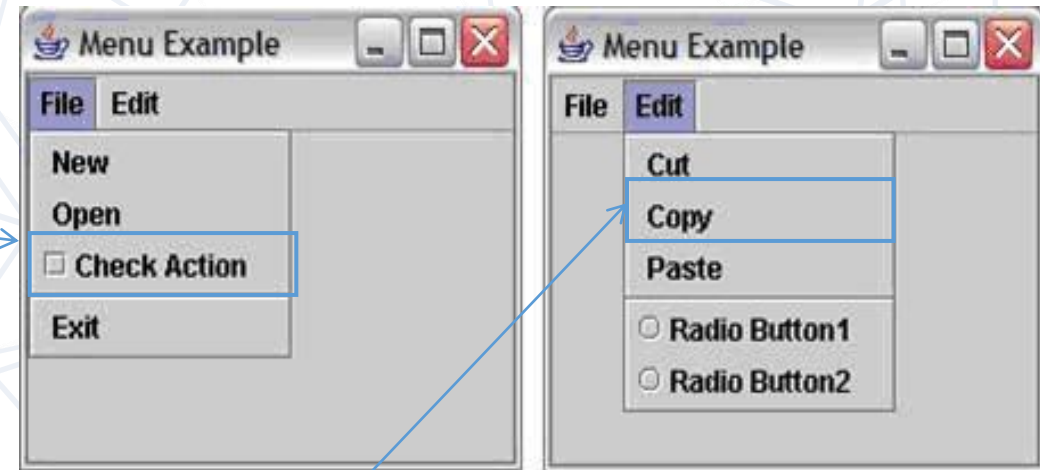 Menu Example
File Edit
New
Open
Check Action
Exit
Menu Example
File Edit
Cut
Copy
Paste
Radio Button1
Radio Button2